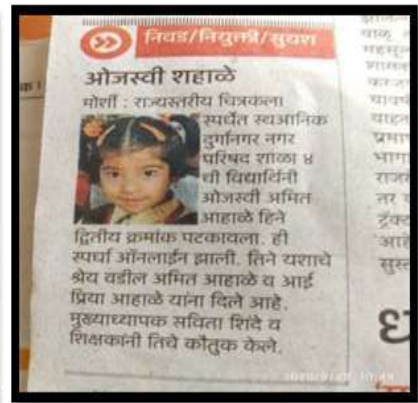 निवड/नियुक्ती/सुयश
ओजस्वी शहाळे
मोर्शी : राज्यस्तरीय चित्रकला
स्पर्धेत स्थआनिक
दुर्गानगर नगर
परिषद शाळा ४
ची विद्यार्थिनी
ओजस्वी अमित
आहाळे हिने
द्वितीय क्रमांक पटकावला. ही
स्पर्धा ऑनलाईन झाली. तिने यशाचे
श्रेय वडील अमित आहाळे व आई
प्रिया आहाळे यांना दिले आहे.
मुख्याध्यापक सविता शिंदे व
शिक्षकांनी तिचे कौतुक केले.